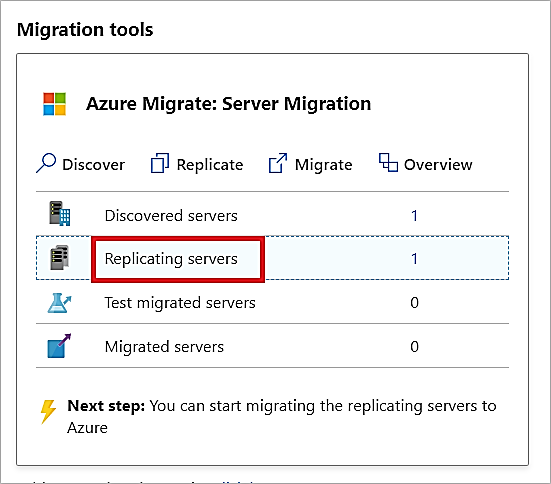 Migration tools
Azure Migrate: Server Migration
Discover Replicate Migrate Overview
Discovered servers 1
Replicating servers 1
Test migrated servers 0
Migrated servers 0
Next step: You can start migrating the replicating servers to
Azure